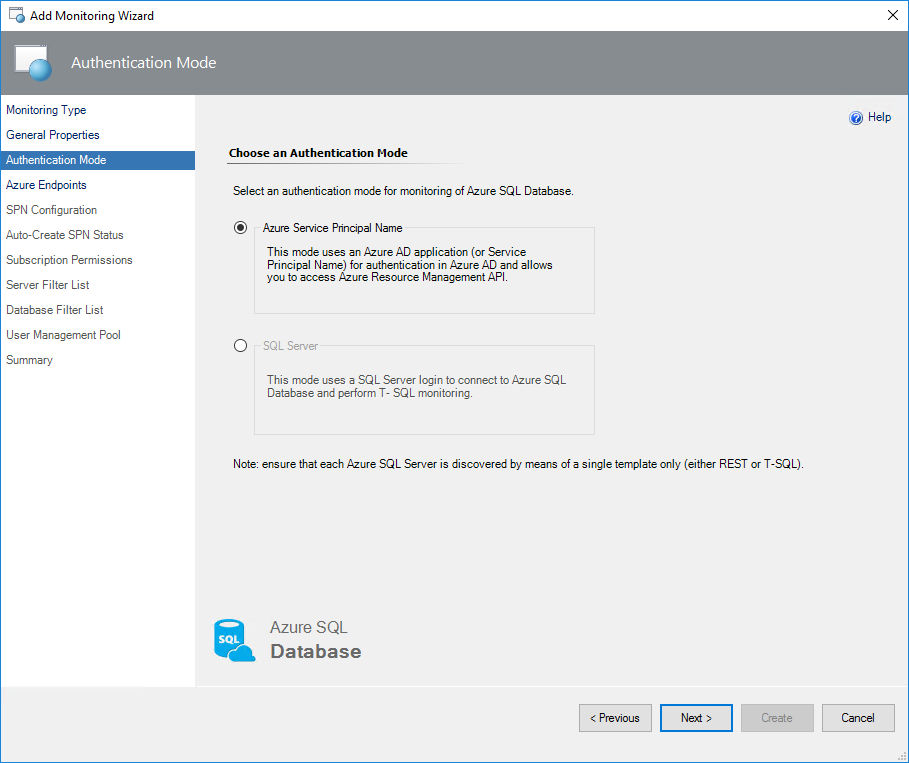 Add Monitoring Wizard
Authentication Mode
Monitoring Type
General Properties
Authentication Mode
Azure Endpoints
SPN Configuration
Auto-Create SPN Status
Subscription Permissions
Server Filter List
Database Filter List
User Management Pool
Summary
Help
Choose an Authentication Mode
Select an authentication mode for monitoring of Azure SQL Database.
Azure Service Principal Name
This mode uses an Azure AD application (or Service
Principal Name) for authentication in Azure AD and allows
you to access Azure Resource Management API.
SQL Server
This mode uses a SQL Server login to connect to Azure SQL
Database and perform T- SQL monitoring.
Note: ensure that each Azure SQL Server is discovered by means of a single template only (either REST or T-SQL).
SQL
Azure SQL
Database
< Previous
Next >
Create
Cancel